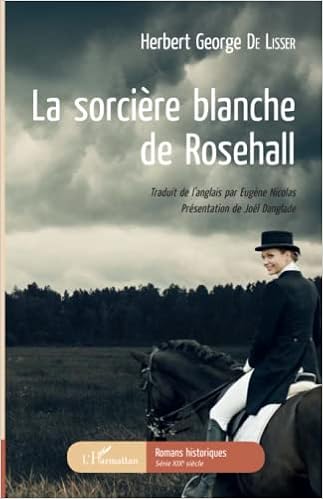 Herbert George De Lisser
La sorcière blanche
de Rosehall
Traduit de l'anglais par Eugène Nicolas
Présentation de Joël Danglade
L'Harmattan
Romans historiques
Série XIXe siècle